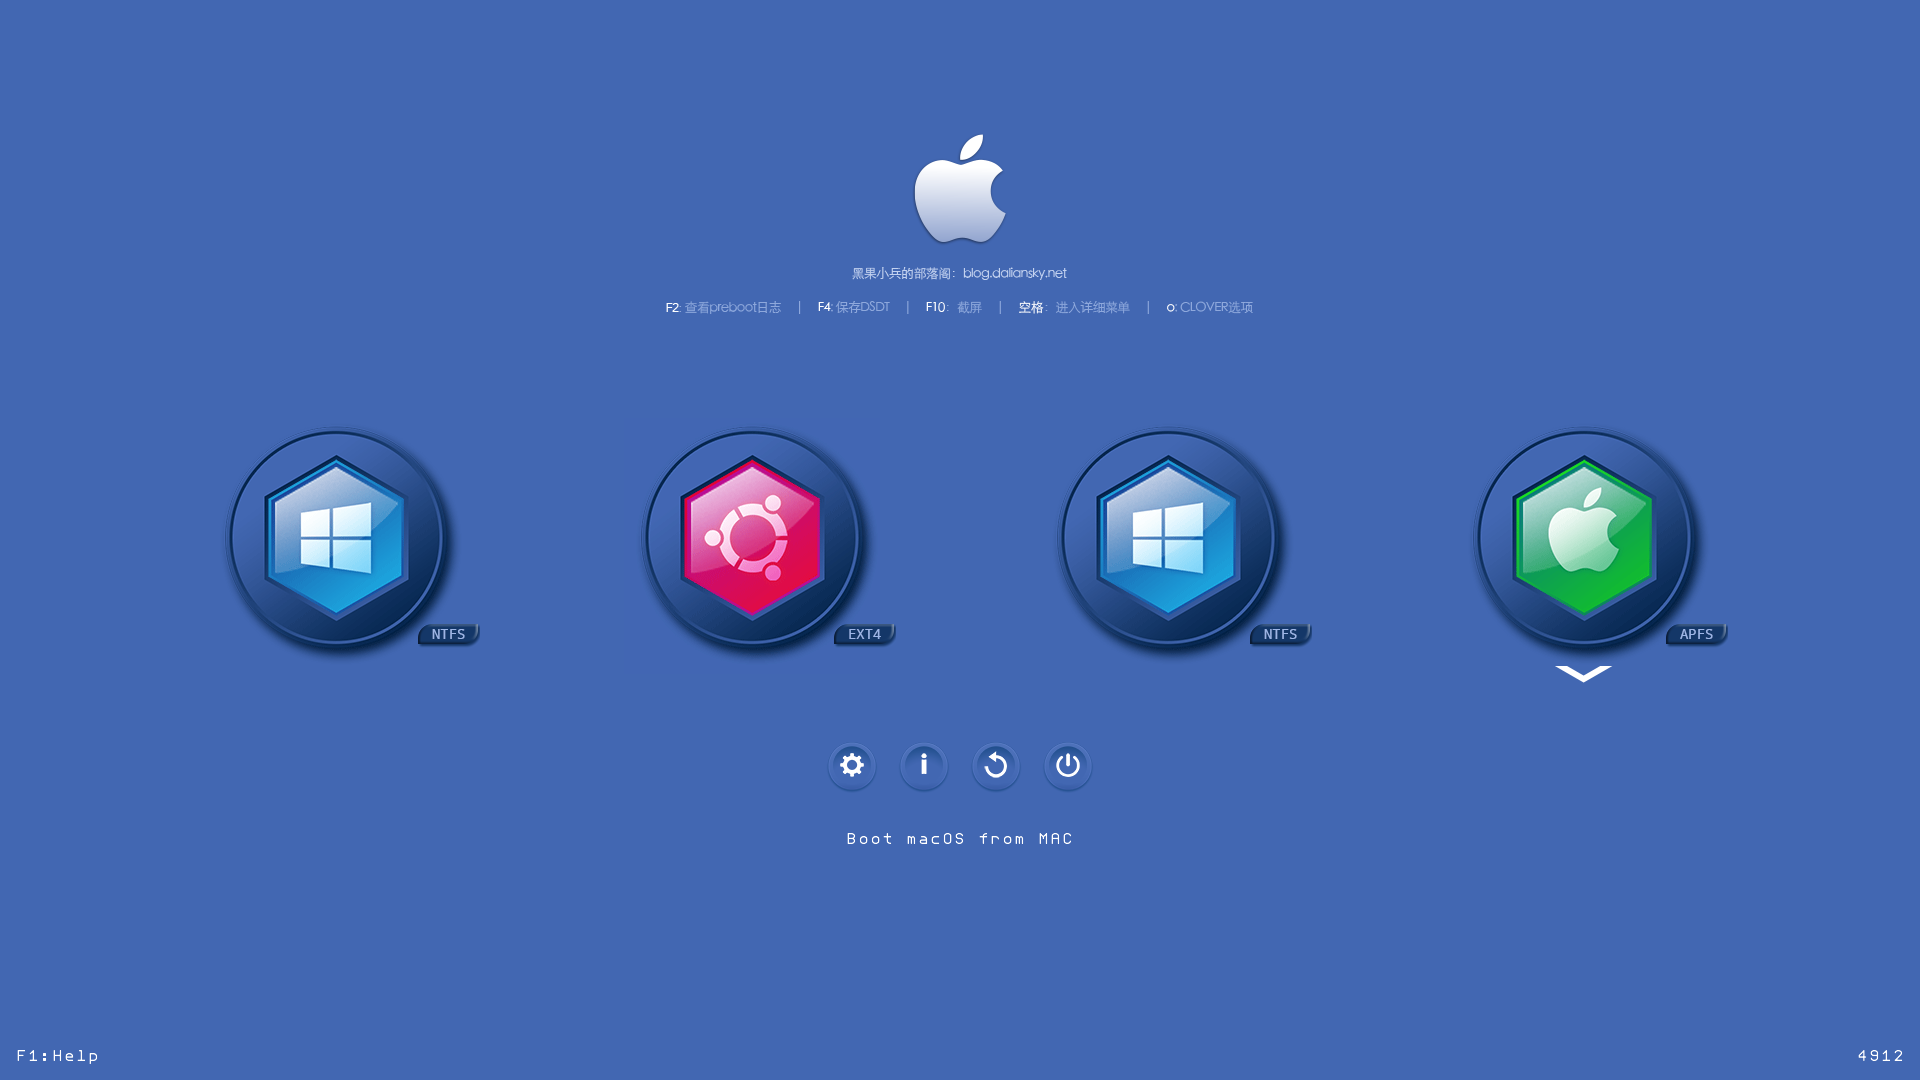 黑果小兵的部落阁：blog.daliansky.net
F2: 查看preboot日志 | F4: 保存DSDT | F10: 截屏 | 空格: 进入详细菜单 | o: CLOVER选项
NTFS EXT4 NTFS APFS
Boot macOS from MAC
F1:Help 4912